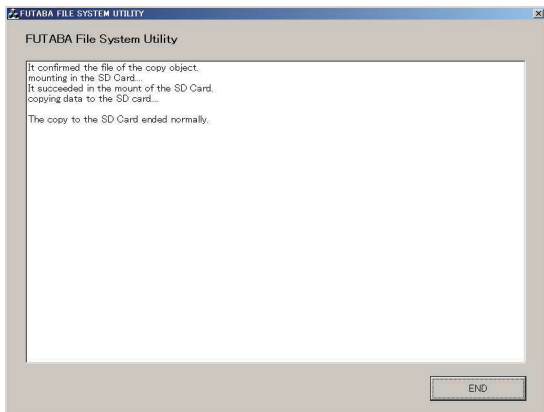 FUTABA FILE SYSTEM UTILITY
FUTABA File System Utility
It confirmed the file of the copy object.
mounting in the SD Card....
It succeeded in the mount of the SD Card.
copying data to the SD card....
The copy to the SD Card ended normally.
END